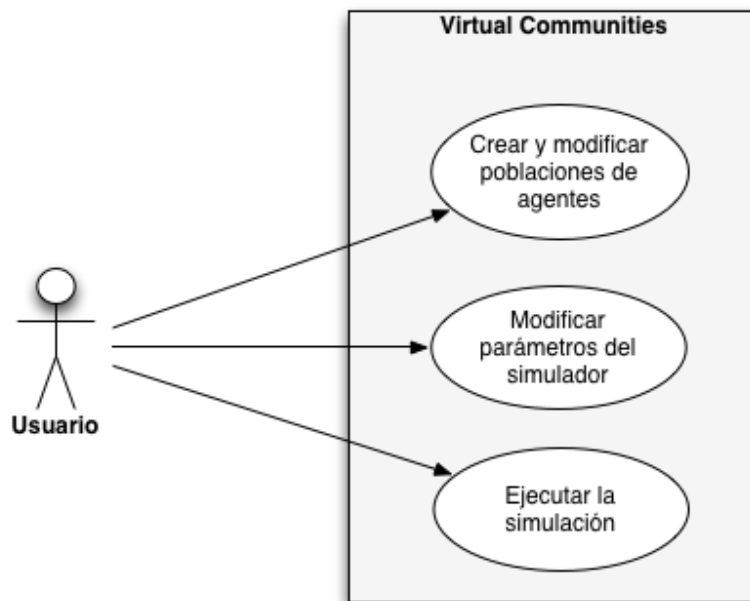 Virtual Communities
Crear y modificar
poblaciones de
agentes
Modificar
parámetros del
simulador
Usuario
Ejecutar la
simulación